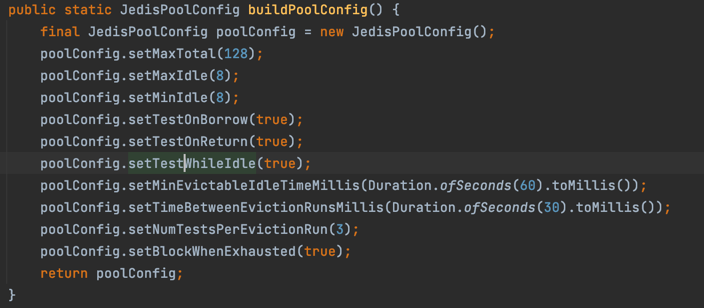 public static JedisPoolConfig buildPoolConfig() {
final JedisPoolConfig poolConfig = new JedisPoolConfig();
poolConfig.setMaxTotal(128);
poolConfig.setMaxIdle(8);
poolConfig.setMinIdle(8);
poolConfig.setTestOnBorrow(true);
poolConfig.setTestOnReturn(true);
poolConfig.setTestWhileIdle(true);
poolConfig.setMinEvictableIdleTimeMillis(Duration.ofSeconds(60).toMillis());
poolConfig.setTimeBetweenEvictionRunsMillis(Duration.ofSeconds(30).toMillis());
poolConfig.setNumTestsPerEvictionRun(3);
poolConfig.setBlockWhenExhausted(true);
return poolConfig;
}